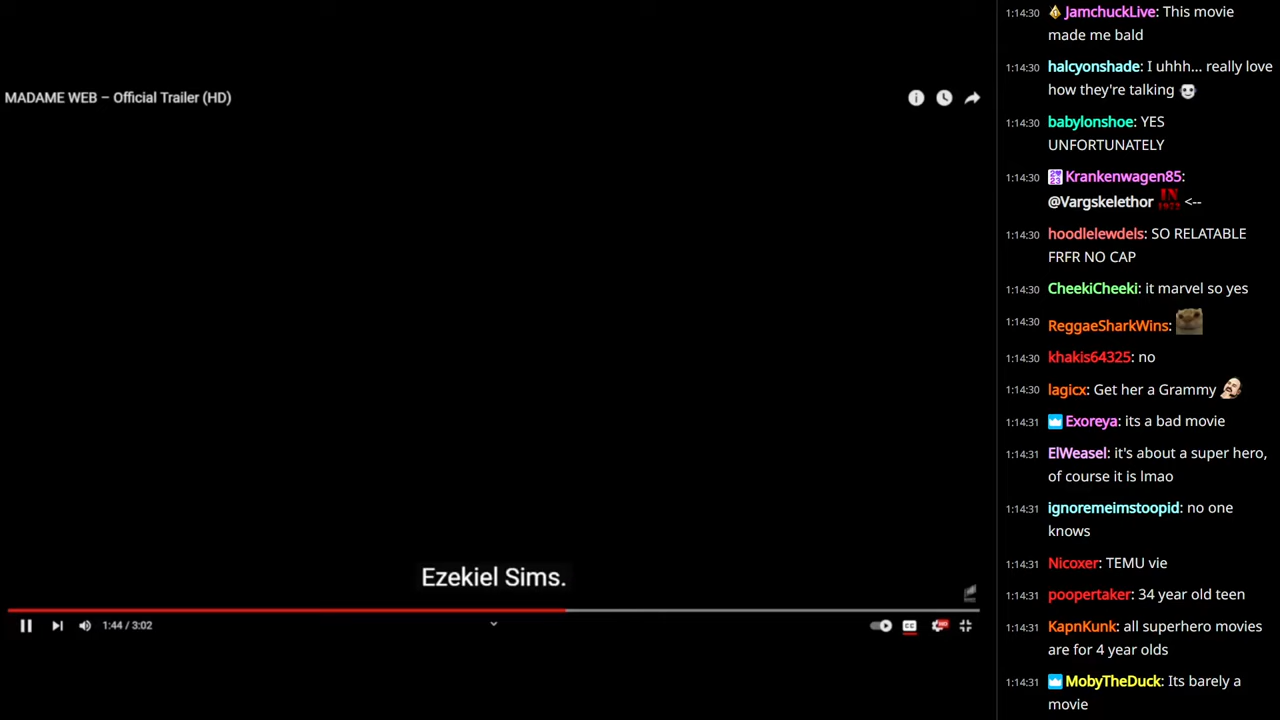 MADAME WEB – Official Trailer (HD)
Ezekiel Sims.
1:44 / 3:02
CC
1:14:30 JamchuckLive: This movie
made me bald
1:14:30 halcyonshade: I uhhh... really love
how they're talking
1:14:30 babylonshoe: YES
UNFORTUNATELY
1:14:30 Krankenwagen85:
@Vargskelethor IN 1972 <--
1:14:30 hoodlelewdels: SO RELATABLE
FRFR NO CAP
1:14:30 CheekiCheeki: it marvel so yes
1:14:30 ReggaeSharkWins:
1:14:30 khakis64325: no
1:14:30 lagicx: Get her a Grammy
1:14:31 Exoreya: its a bad movie
1:14:31 ElWeasel: it's about a super hero,
of course it is lmao
1:14:31 ignoremeimstoopid: no one
knows
1:14:31 Nicoxer: TEMU vie
1:14:31 poopertaker: 34 year old teen
1:14:31 KapnKunk: all superhero movies
are for 4 year olds
1:14:31 MobyTheDuck: Its barely a
movie